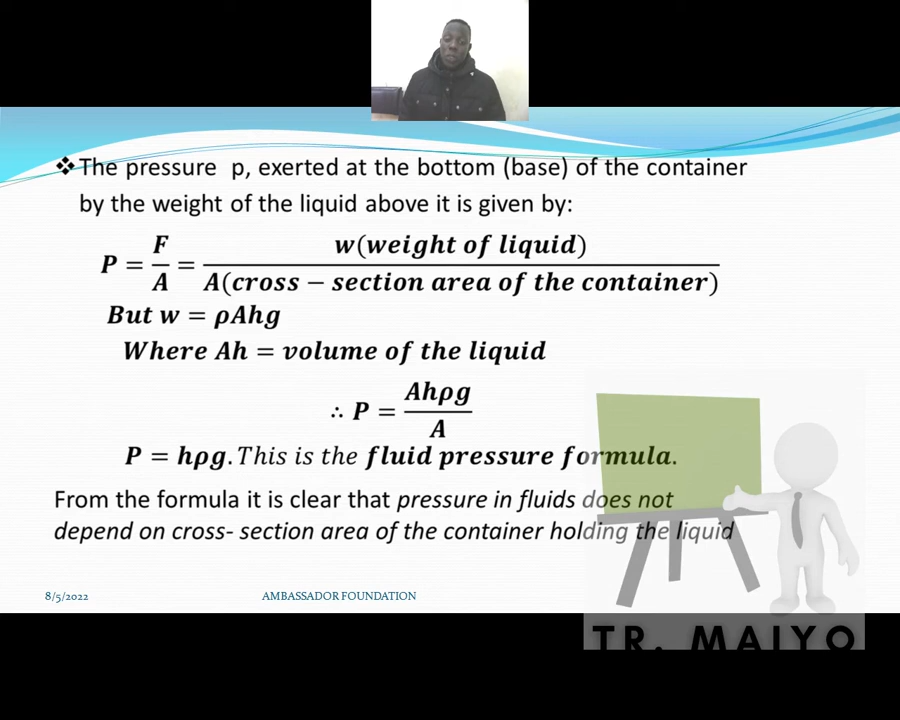 ❖The pressure p, exerted at the bottom (base) of the container
by the weight of the liquid above it is given by:
P = F/A = w(weight of liquid)/A(cross − section area of the container)
But w = ρAhg
Where Ah = volume of the liquid
∴ P = Ahρg/A
P = hρg. This is the fluid pressure formula.
From the formula it is clear that pressure in fluids does not
depend on cross- section area of the container holding the liquid
8/5/2022
AMBASSADOR FOUNDATION
TR. MAIYO